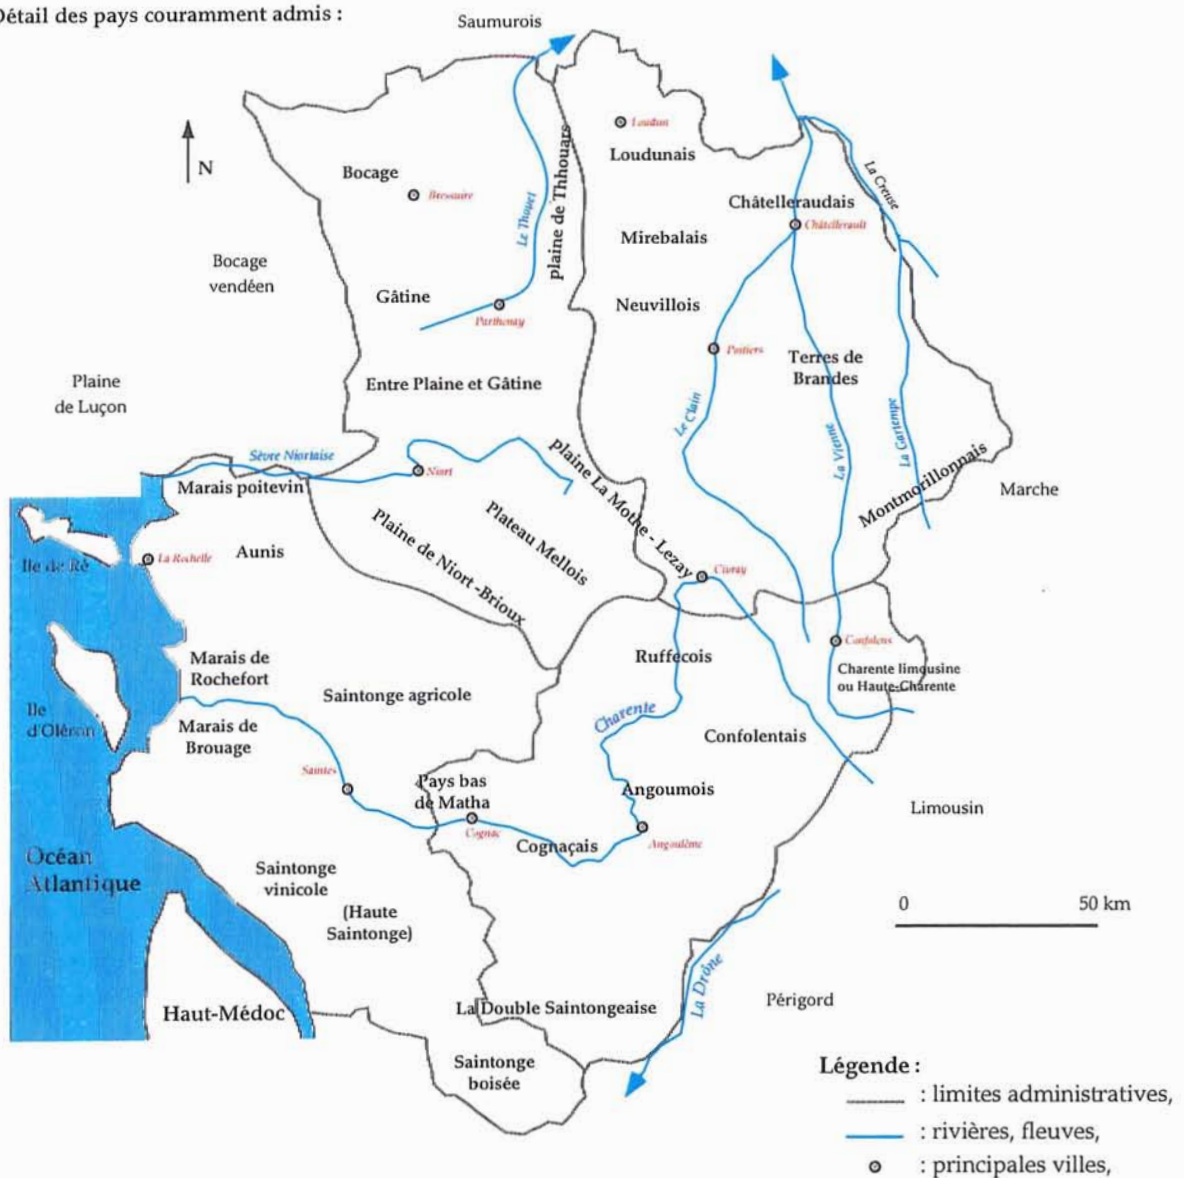 Détail des pays couramment admis :
Saumurois
Loudun
Loudunais
plaine de Thhouars
N
Bocage
Bressuire
Le Thouet
La Creuse
Châtelleraudais
Châtellerault
Mirebalais
Bocage
vendéen
Gâtine
Parthenay
Neuvillois
Poitiers
Terres de
Brandes
Plaine
de Luçon
Entre Plaine et Gâtine
Le Clain
La Vienne
La Gartempe
Sèvre Niortaise
Niort
Marais poitevin
plaine La Mothe - Lezay
Montmorillonnais
Marche
Plateau Mellois
Plaine de Niort -Brioux
Ile de Ré
La Rochelle
Aunis
Civray
Confolens
Charente limousine
ou Haute-Charente
Ruffecois
Marais de
Rochefort
Saintonge agricole
Ile
d'Oléron
Marais de
Brouage
Charente
Confolentais
Saintes
Pays bas
de Matha
Angoumois
Cognac
Cognaçais
Angoulême
Limousin
Océan
Atlantique
Saintonge
vinicole
(Haute
Saintonge)
0 50 km
La Drône
Périgord
Haut-Médoc
La Double Saintongeaise
Saintonge
boisée
Légende :
: limites administratives,
: rivières, fleuves,
: principales villes,